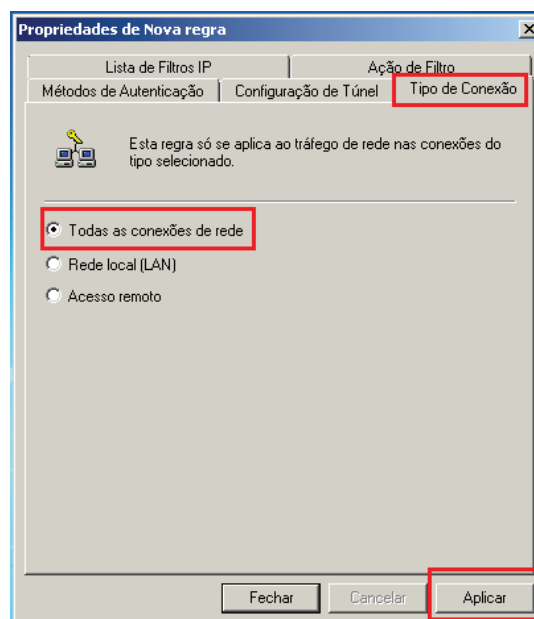 Propriedades de Nova regra
Lista de Filtros IP
Ação de Filtro
Métodos de Autenticação
Configuração de Túnel
Tipo de Conexão
Esta regra só se aplica ao tráfego de rede nas conexões do
tipo selecionado.
Todas as conexões de rede
Rede local (LAN)
Acesso remoto
Fechar
Cancelar
Aplicar